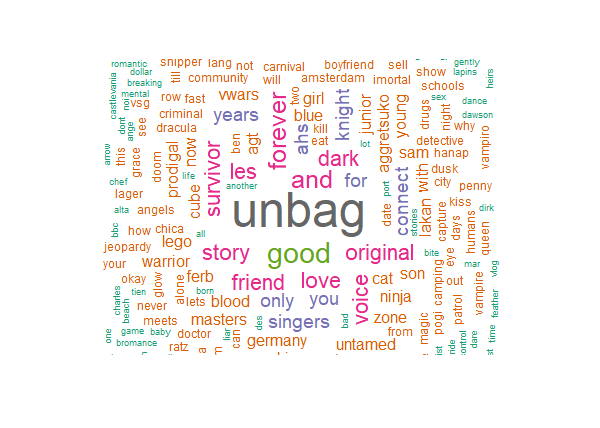 romantic
snipper lang not carnival boyfriend sell gently
dollar
breaking
till community will amsterdam imortal show lapins heirs
mental
castlevania
row fast vwars two girl junior aggretsuko young drugs schools sex
noir vsg
criminal years forever blue knight night why dance
dont
ange
see
dracula now survivor agt ahs kill detective dawson
ben eat lot
arrow this grace doom prodigal les dark sam hanap vampiro
chef life and for connect with dusk
another
lager cube date port lakan city penny
alta angels unbag stories capture kiss dirk
bbc how chica all days humans queen
jeopardy lego story good original eye
your warrior bite mar vlog
okay ferb friend love voice cat son out camping
tien glow alone born ninja patrol vampire feather
charles
beach
never lets blood only you magic pogi
meets masters des singers bad zone
one game baby doctor liar from time
bromance
ratz can germany untamed control dare
ride
a m
ist
st